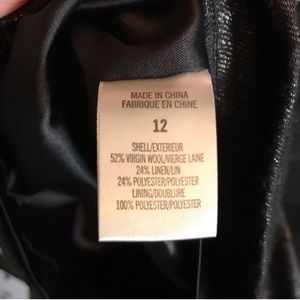 MADE IN CHINA
FABRIQUE EN CHINE
12
SHELL/EXTERIEUR
52% VIRGIN WOOL/VIERGE LAINE
24% LINEN/LIN
24% POLYESTER/POLYESTER
LINING/DOUBLURE
100% POLYESTER/POLYESTER